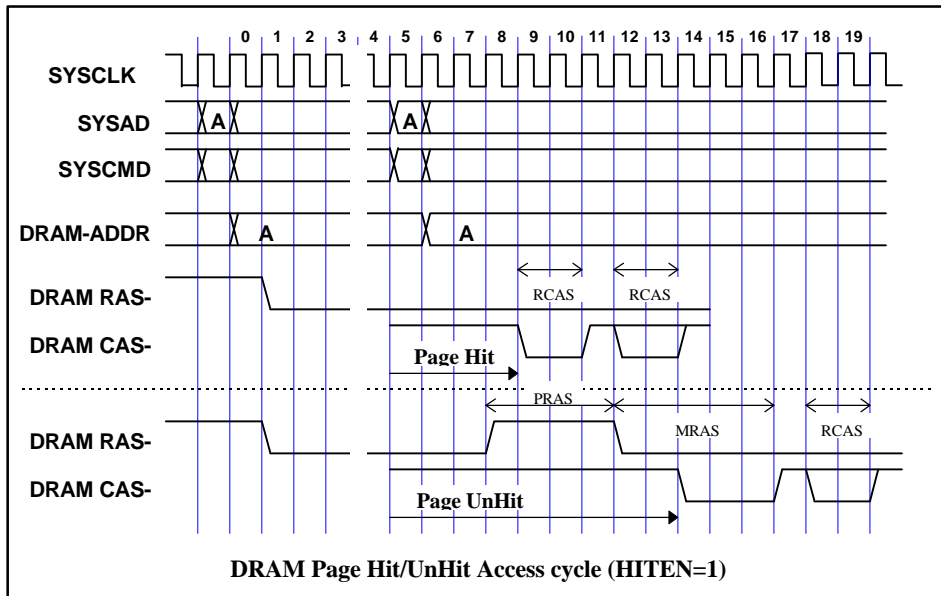 0 1 2 3 4 5 6 7 8 9 10 11 12 13 14 15 16 17 18 19
SYSCLK
SYSAD A A
SYSCMD
DRAM-ADDR A A
RCAS RCAS
DRAM RAS-
DRAM CAS-
Page Hit
PRAS
MRAS RCAS
DRAM RAS-
DRAM CAS-
Page UnHit
DRAM Page Hit/UnHit Access cycle (HITEN=1)